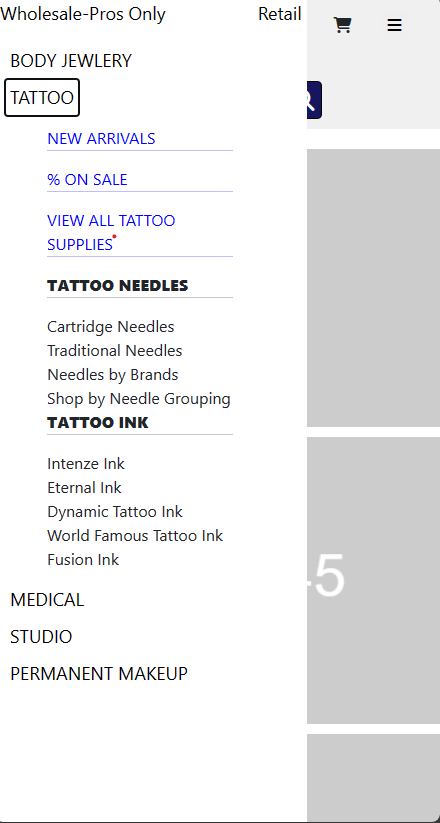 Wholesale-Pros Only Retail
BODY JEWLERY
TATTOO
NEW ARRIVALS
% ON SALE
VIEW ALL TATTOO
SUPPLIES
TATTOO NEEDLES
Cartridge Needles
Traditional Needles
Needles by Brands
Shop by Needle Grouping
TATTOO INK
Intenze Ink
Eternal Ink
Dynamic Tattoo Ink
World Famous Tattoo Ink
Fusion Ink
5
MEDICAL
STUDIO
PERMANENT MAKEUP